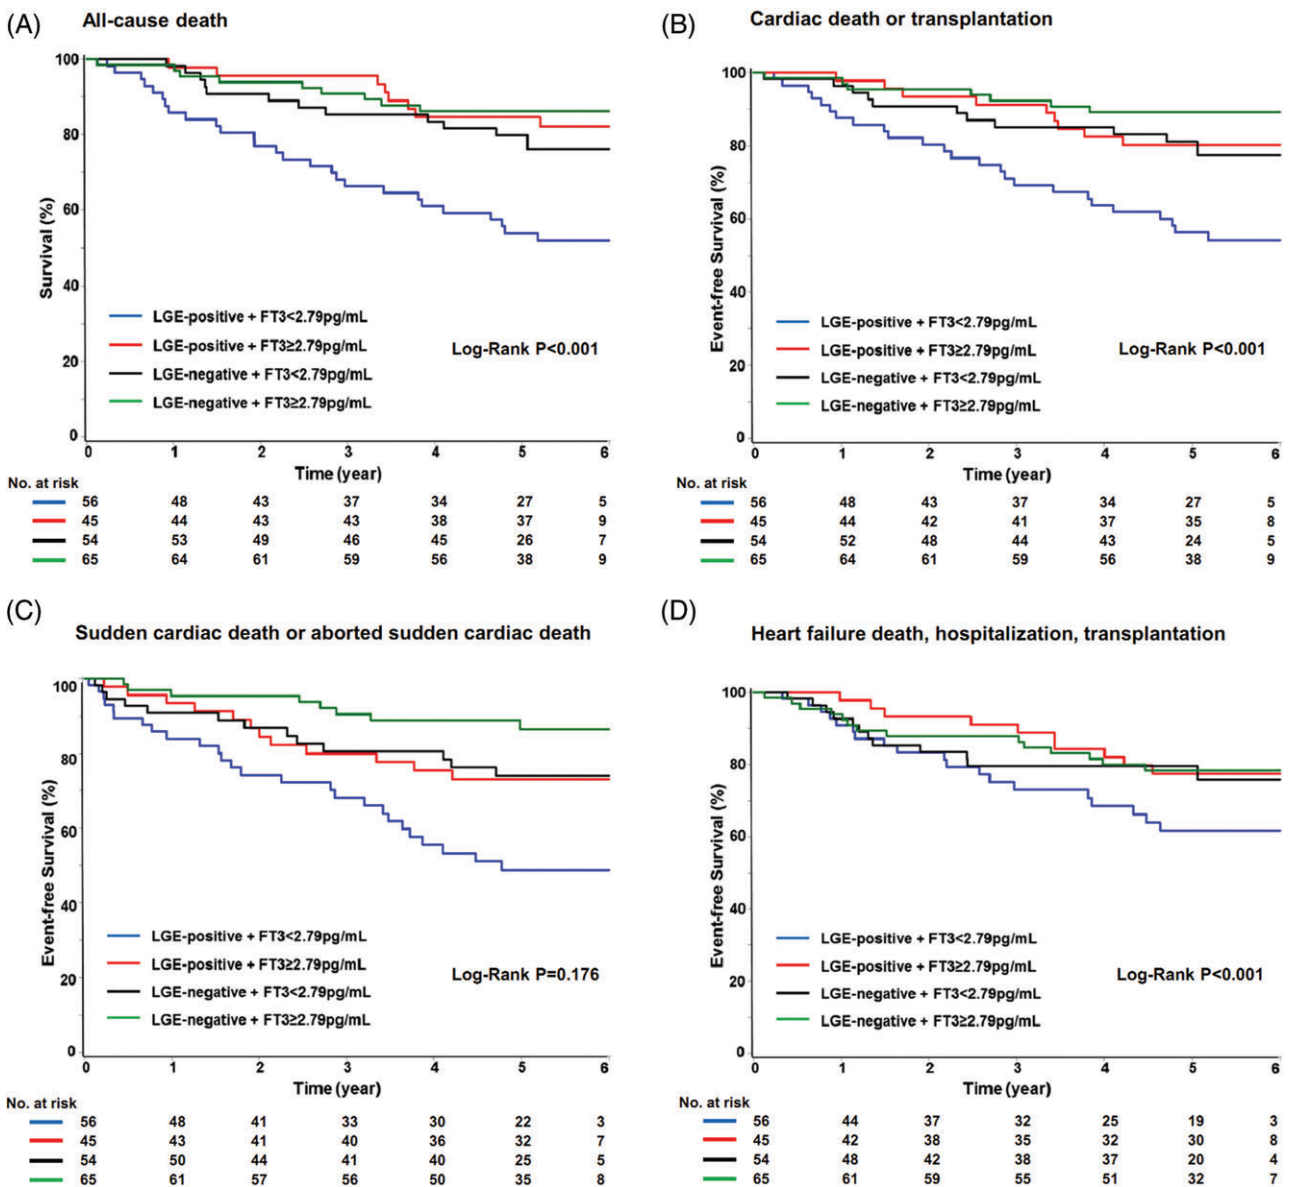 (A) All-cause death
100
80
60
40
20
0
Survival (%)
LGE-positive + FT3<2.79pg/mL
LGE-positive + FT3≥2.79pg/mL
LGE-negative + FT3<2.79pg/mL
LGE-negative + FT3≥2.79pg/mL
Log-Rank P<0.001
0 1 2 3 4 5 6
Time (year)
No. at risk
56 48 43 37 34 27 5
45 44 43 43 38 37 9
54 53 49 46 45 26 7
65 64 61 59 56 38 9
(B) Cardiac death or transplantation
100
80
60
40
20
0
Event-free Survival (%)
LGE-positive + FT3<2.79pg/mL
LGE-positive + FT3≥2.79pg/mL
LGE-negative + FT3<2.79pg/mL
LGE-negative + FT3≥2.79pg/mL
Log-Rank P<0.001
0 1 2 3 4 5 6
Time (year)
No. at risk
56 48 43 37 34 27 5
45 44 42 41 37 35 8
54 52 48 44 43 24 5
65 64 61 59 56 38 9
(C) Sudden cardiac death or aborted sudden cardiac death
100
80
60
40
20
0
Event-free Survival (%)
LGE-positive + FT3<2.79pg/mL
LGE-positive + FT3≥2.79pg/mL
LGE-negative + FT3<2.79pg/mL
LGE-negative + FT3≥2.79pg/mL
Log-Rank P=0.176
0 1 2 3 4 5 6
Time (year)
No. at risk
56 48 41 33 30 22 3
45 43 41 40 36 32 7
54 50 44 41 40 25 5
65 61 57 56 50 35 8
(D) Heart failure death, hospitalization, transplantation
100
80
60
40
20
0
Event-free Survival (%)
LGE-positive + FT3<2.79pg/mL
LGE-positive + FT3≥2.79pg/mL
LGE-negative + FT3<2.79pg/mL
LGE-negative + FT3≥2.79pg/mL
Log-Rank P<0.001
0 1 2 3 4 5 6
Time (year)
No. at risk
56 44 37 32 25 19 3
45 42 38 35 32 30 8
54 48 42 38 37 20 4
65 61 59 55 51 32 7